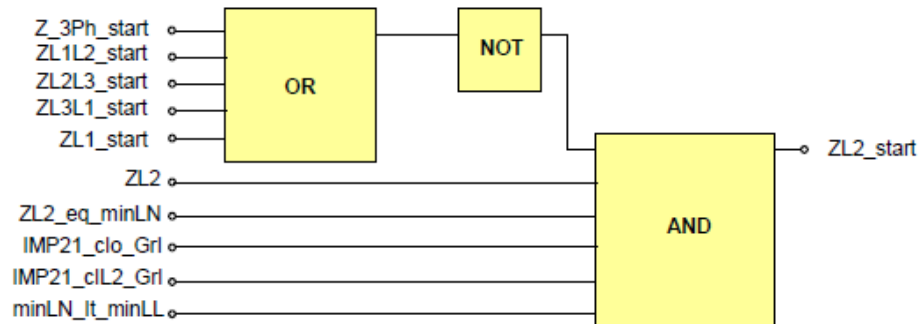 Z_3Ph_start
ZL1L2_start
ZL2L3_start
ZL3L1_start
ZL1_start
OR
NOT
ZL2
ZL2_eq_minLN
IMP21_clo_Grl
IMP21_clL2_Grl
minLN_lt_minLL
AND
ZL2_start